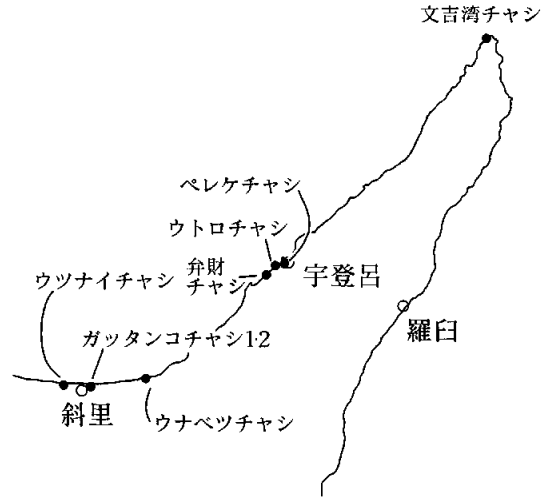 文吉湾チャシ
ペレケチャシ
ウトロチャシ
弁財
チャシ
宇登呂
ウツナイチャシ
ガッタンコチャシ1·2
羅臼
斜里
ウナベツチャシ